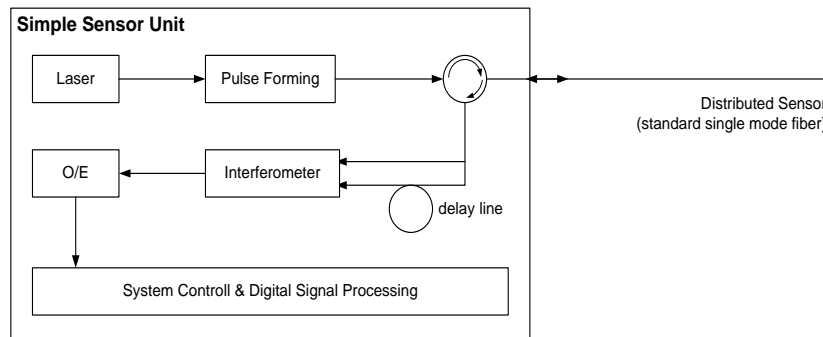 Simple Sensor Unit
Laser
Pulse Forming
Distributed Sensor
(standard single mode fiber)
O/E
Interferometer
delay line
System Controll & Digital Signal Processing